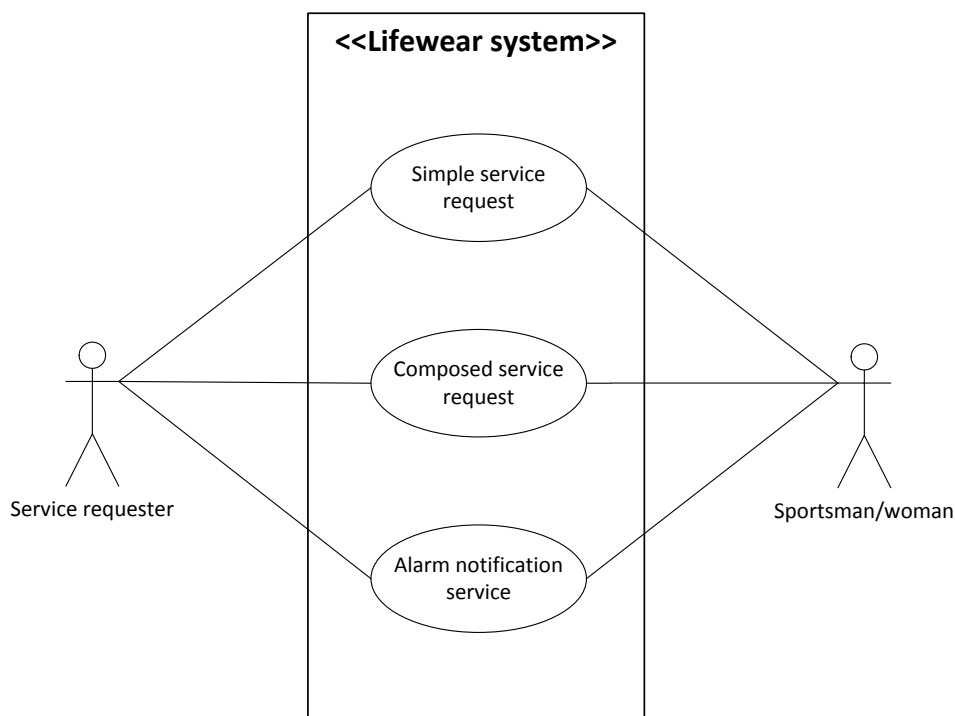 <<Lifewear system>>
Simple service
request
Composed service
request
Service requester
Sportsman/woman
Alarm notification
service